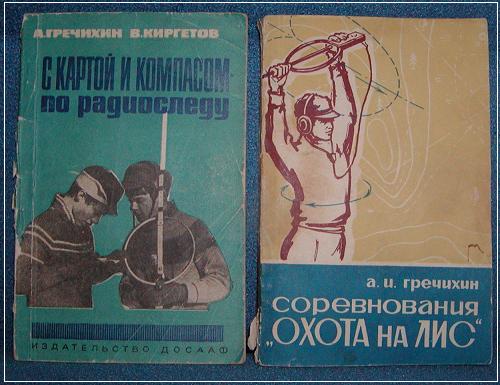 А.ГРЕЧИХИН В.КИРГЕТОВ
С КАРТОЙ И КОМПАСОМ
по радиоследу
ИЗДАТЕЛЬСТВО ДОСААФ
а.и. гречихин
соревнования
„ОХОТА на ЛИС“